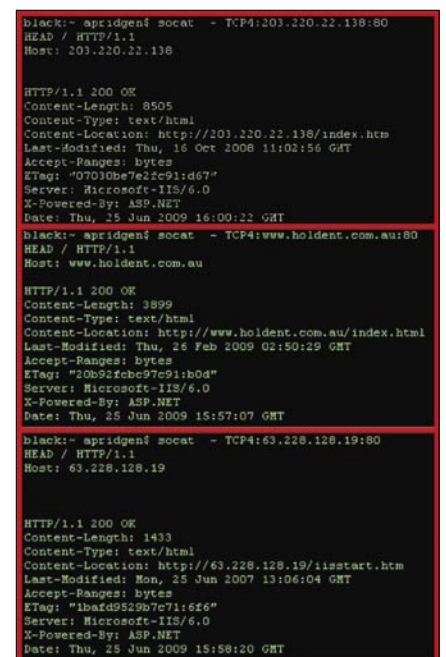 black:~ apridgen$ socat  - TCP4:203.220.22.138:80
HEAD / HTTP/1.1
Host: 203.220.22.138
HTTP/1.1 200 OK
Content-Length: 8505
Content-Type: text/html
Content-Location: http://203.220.22.138/index.htm
Last-Modified: Thu, 16 Oct 2008 11:02:56 GMT
Accept-Ranges: bytes
ETag: "07030be7e2fc91:d67"
Server: Microsoft-IIS/6.0
X-Powered-By: ASP.NET
Date: Thu, 25 Jun 2009 16:00:22 GMT
black:~ apridgen$ socat  - TCP4:www.holdent.com.au:80
HEAD / HTTP/1.1
Host: www.holdent.com.au
HTTP/1.1 200 OK
Content-Length: 3899
Content-Type: text/html
Content-Location: http://www.holdent.com.au/index.html
Last-Modified: Thu, 26 Feb 2009 02:50:29 GMT
Accept-Ranges: bytes
ETag: "20b92fcbc97c91:b0d"
Server: Microsoft-IIS/6.0
X-Powered-By: ASP.NET
Date: Thu, 25 Jun 2009 15:57:07 GMT
black:~ apridgen$ socat  - TCP4:63.228.128.19:80
HEAD / HTTP/1.1
Host: 63.228.128.19
HTTP/1.1 200 OK
Content-Length: 1433
Content-Type: text/html
Content-Location: http://63.228.128.19/iisstart.htm
Last-Modified: Mon, 25 Jun 2007 13:06:04 GMT
Accept-Ranges: bytes
ETag: "1bafd9529b7c71:6f6"
Server: Microsoft-IIS/6.0
X-Powered-By: ASP.NET
Date: Thu, 25 Jun 2009 15:58:20 GMT